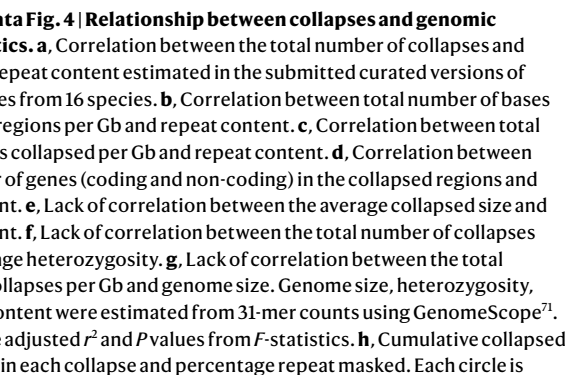 ta Fig. 4 | Relationship between collapses and genomic
tics. a, Correlation between the total number of collapses and
epeat content estimated in the submitted curated versions of
es from 16 species. b, Correlation between total number of bases
regions per Gb and repeat content. c, Correlation between total
s collapsed per Gb and repeat content. d, Correlation between
r of genes (coding and non-coding) in the collapsed regions and
nt. e, Lack of correlation between the average collapsed size and
nt. f, Lack of correlation between the total number of collapses
age heterozygosity. g, Lack of correlation between the total
ollapses per Gb and genome size. Genome size, heterozygosity,
ontent were estimated from 31-mer counts using GenomeScope71.
e adjusted r2 and P values from F-statistics. h, Cumulative collapsed
in each collapse and percentage repeat masked. Each circle is